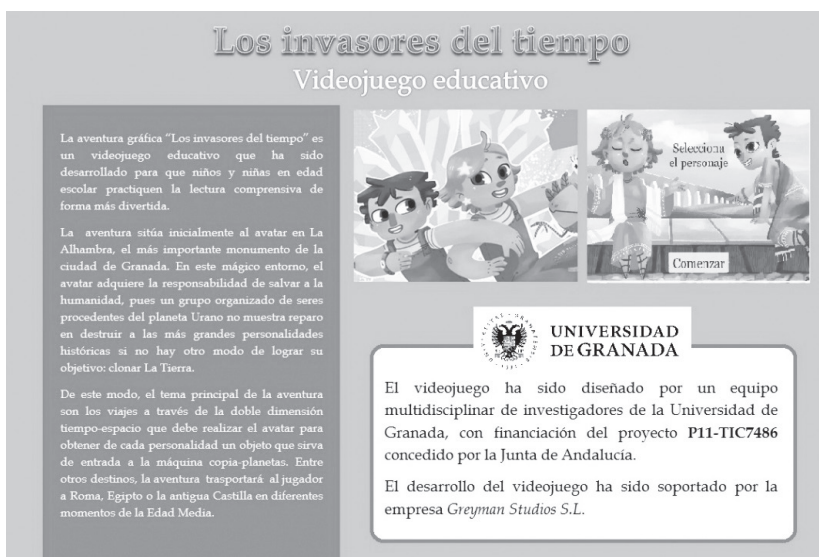 Los invasores del tiempo
Videojuego educativo
La aventura gráfica “Los invasores del tiempo” es
un videojuego educativo que ha sido
desarrollado para que niños y niñas en edad
escolar practiquen la lectura comprensiva de
forma más divertida.
La aventura sitúa inicialmente al avatar en La
Alhambra, el más importante monumento de la
ciudad de Granada. En este mágico entorno, el
avatar adquiere la responsabilidad de salvar a la
humanidad, pues un grupo organizado de seres
procedentes del planeta Urano no muestra reparo
en destruir a las más grandes personalidades
históricas si no hay otro modo de lograr su
objetivo: clonar La Tierra.
De este modo, el tema principal de la aventura
son los viajes a través de la doble dimensión
tiempo-espacio que debe realizar el avatar para
obtener de cada personalidad un objeto que sirva
de entrada a la máquina copia-planetas. Entre
otros destinos, la aventura trasportará al jugador
a Roma, Egipto o la antigua Castilla en diferentes
momentos de la Edad Media.
Selecciona
el personaje
Comenzar
UNIVERSIDAD
DE GRANADA
El videojuego ha sido diseñado por un equipo
multidisciplinar de investigadores de la Universidad de
Granada, con financiación del proyecto P11-TIC7486
concedido por la Junta de Andalucía.
El desarrollo del videojuego ha sido soportado por la
empresa Greyman Studios S.L.